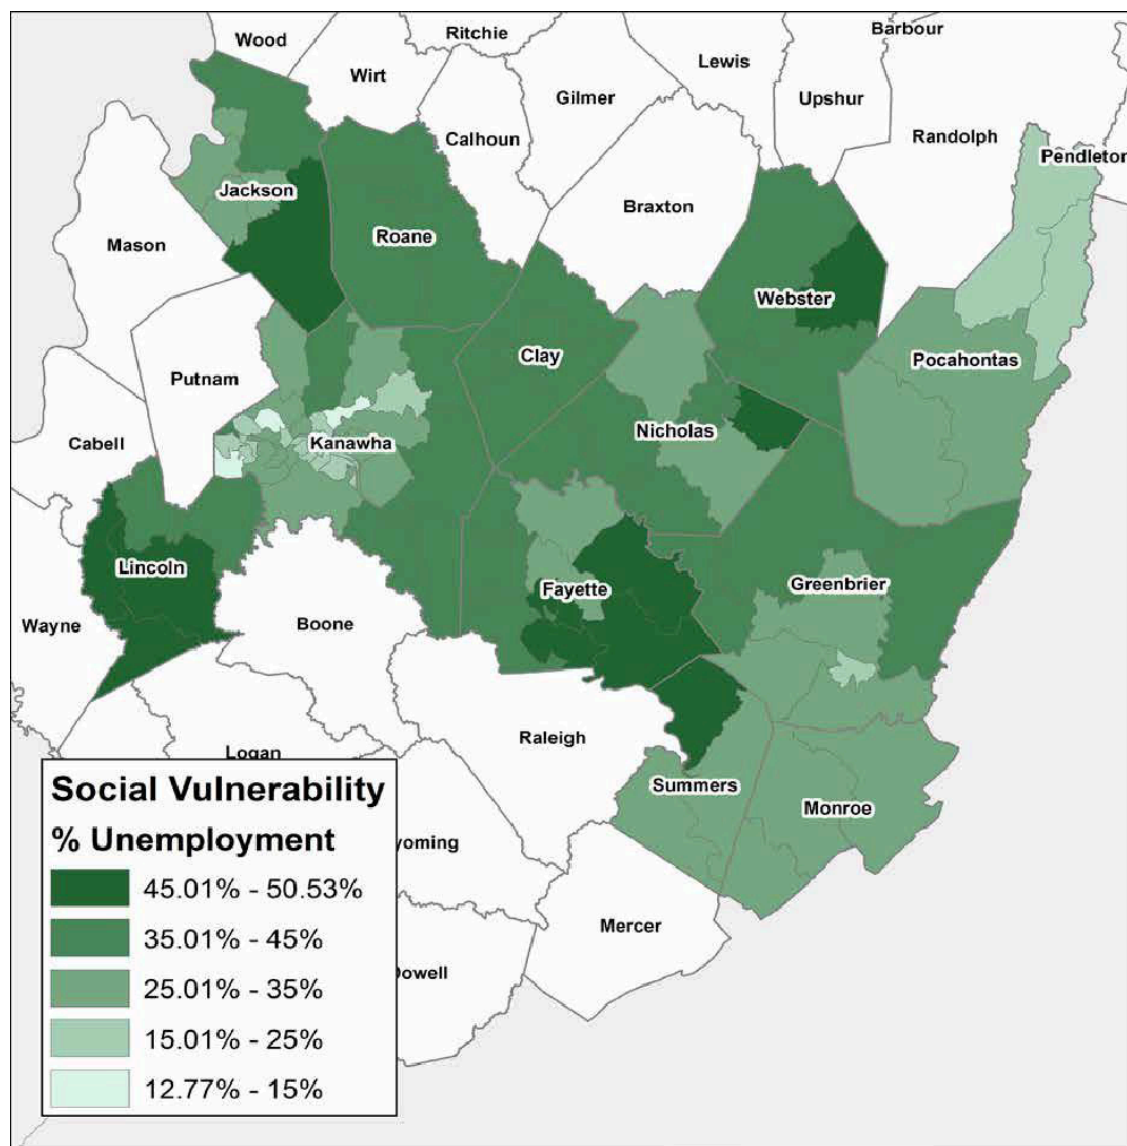 Wood
Ritchie
Barbour
Wirt
Lewis
Gilmer
Upshur
Calhoun
Randolph
Pendleton
Jackson
Braxton
Mason
Roane
Webster
Clay
Pocahontas
Putnam
Cabell
Kanawha
Nicholas
Lincoln
Fayette
Greenbrier
Wayne
Boone
Raleigh
Logan
Summers
Monroe
Social Vulnerability
% Unemployment
45.01% - 50.53%
35.01% - 45%
25.01% - 35%
15.01% - 25%
12.77% - 15%
yoming
Mercer
Dowell